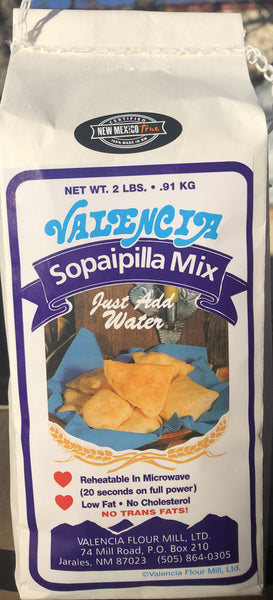 CERTIFIED
NEW MEXICO True
100% MADE IN NM
NET WT. 2 LBS. • .91 KG
VALENCIA
Sopaipilla Mix
Just Add
Water
Reheatable In Microwave
(20 seconds on full power)
Low Fat • No Cholesterol
NO TRANS FATS!
VALENCIA FLOUR MILL, LTD.
74 Mill Road, P.O. Box 210
Jarales, NM 87023 (505) 864-0305
©Valencia Flour Mill, Ltd.